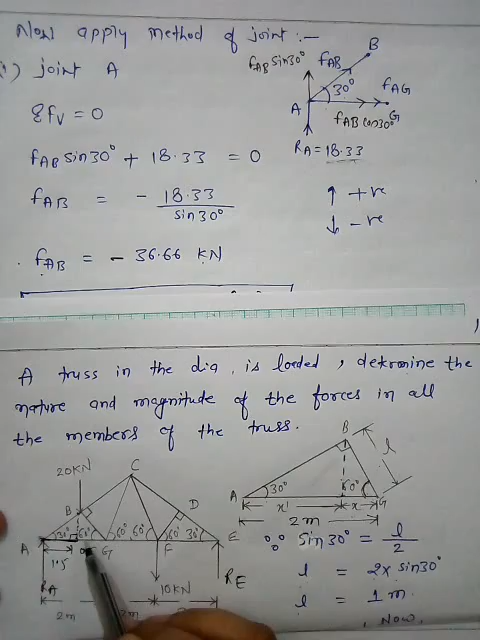 Now apply method of joint :-
1) joint A
ΣfV = 0
fAB sin30° + 18.33 = 0
fAB = - 18.33 / sin30°
fAB = - 36.66 KN
fAB sin30° fAB B
30° fAG
A fAB cos30° G
RA = 18.33
↑ +ve
↓ -ve
A truss in the dia. is loaded, determine the
nature and magnitude of the forces in all
the members of the truss.
20KN C
B D
30° 60° 60° 60° 60° 30°
A G F E
1.5
RA 10KN RE
2m 2m
B l
A 30° 60° G
x' x
2m
∴ sin30° = l/2
l = 2x sin30°
l = 1m.
Now,